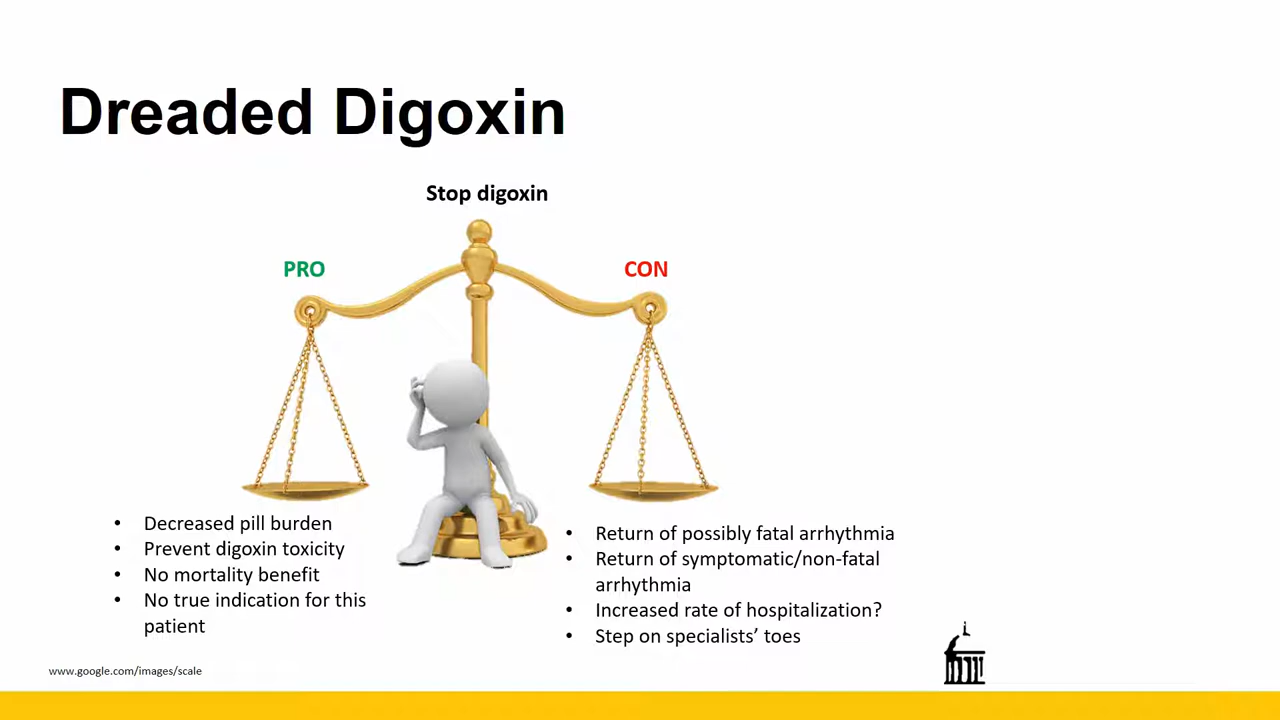 Dreaded Digoxin
Stop digoxin
PRO
CON
• Decreased pill burden
• Prevent digoxin toxicity
• No mortality benefit
• No true indication for this
patient
• Return of possibly fatal arrhythmia
• Return of symptomatic/non-fatal
arrhythmia
• Increased rate of hospitalization?
• Step on specialists’ toes
www.google.com/images/scale